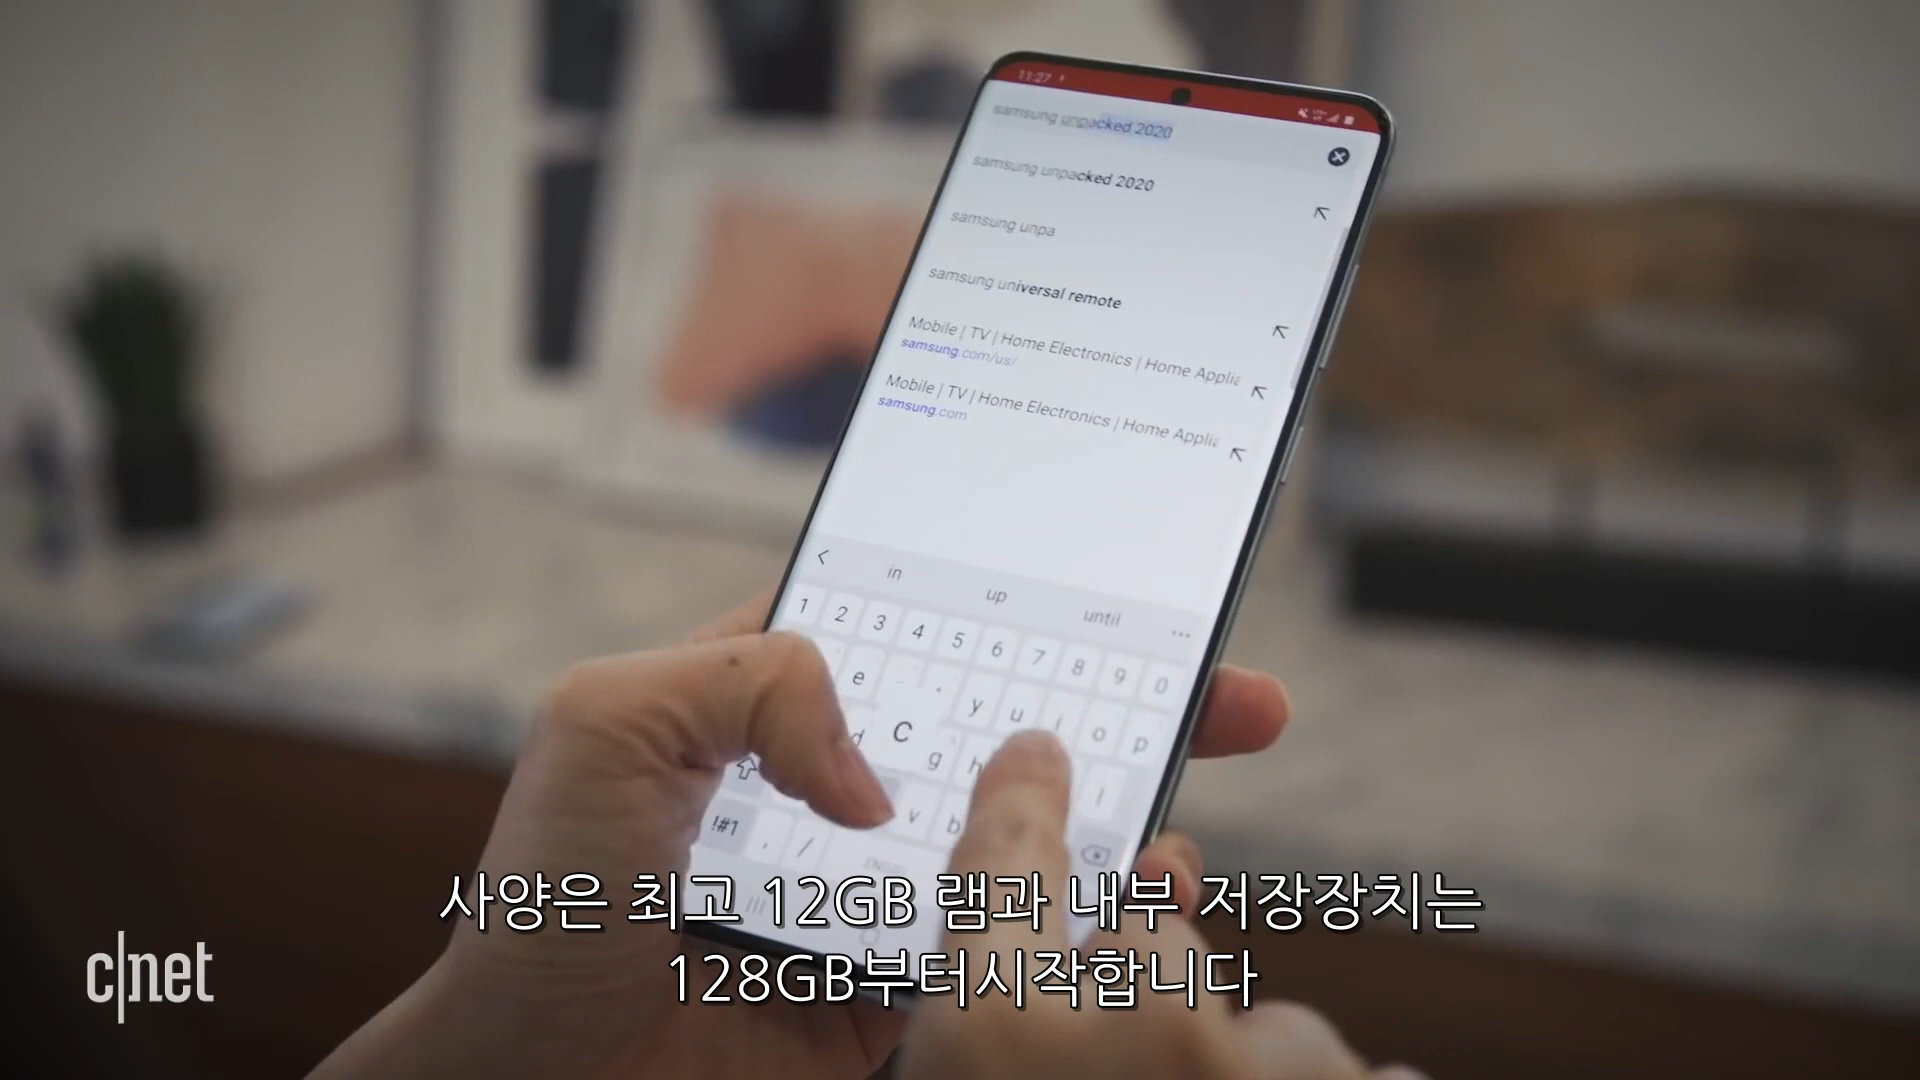 11:27
samsung unpacked 2020
samsung unpacked 2020
samsung unpa
samsung universal remote
Mobile | TV | Home Electronics | Home Applia
samsung.com/us/
Mobile | TV | Home Electronics | Home Applia
samsung.com
in up until
1 2 3 4 5 6 7 8 9 0
e y u i o p
d C g h l
v b
!#1 , /
사양은 최고 12GB 램과 내부 저장장치는
128GB부터시작합니다
c|net